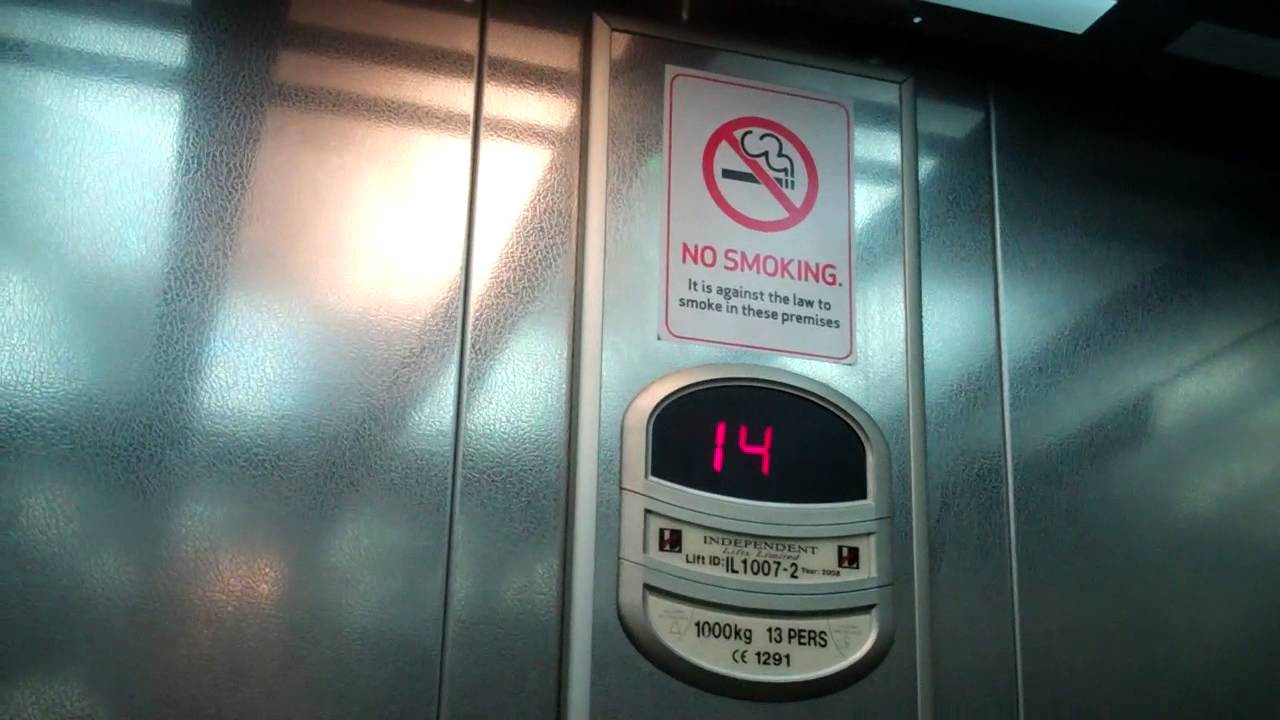 NO SMOKING.
It is against the law to
smoke in these premises
14
INDEPENDENT
Lifts Limited
Lift ID: IL1007-2 Year: 2008
1000kg 13 PERS
CE 1291